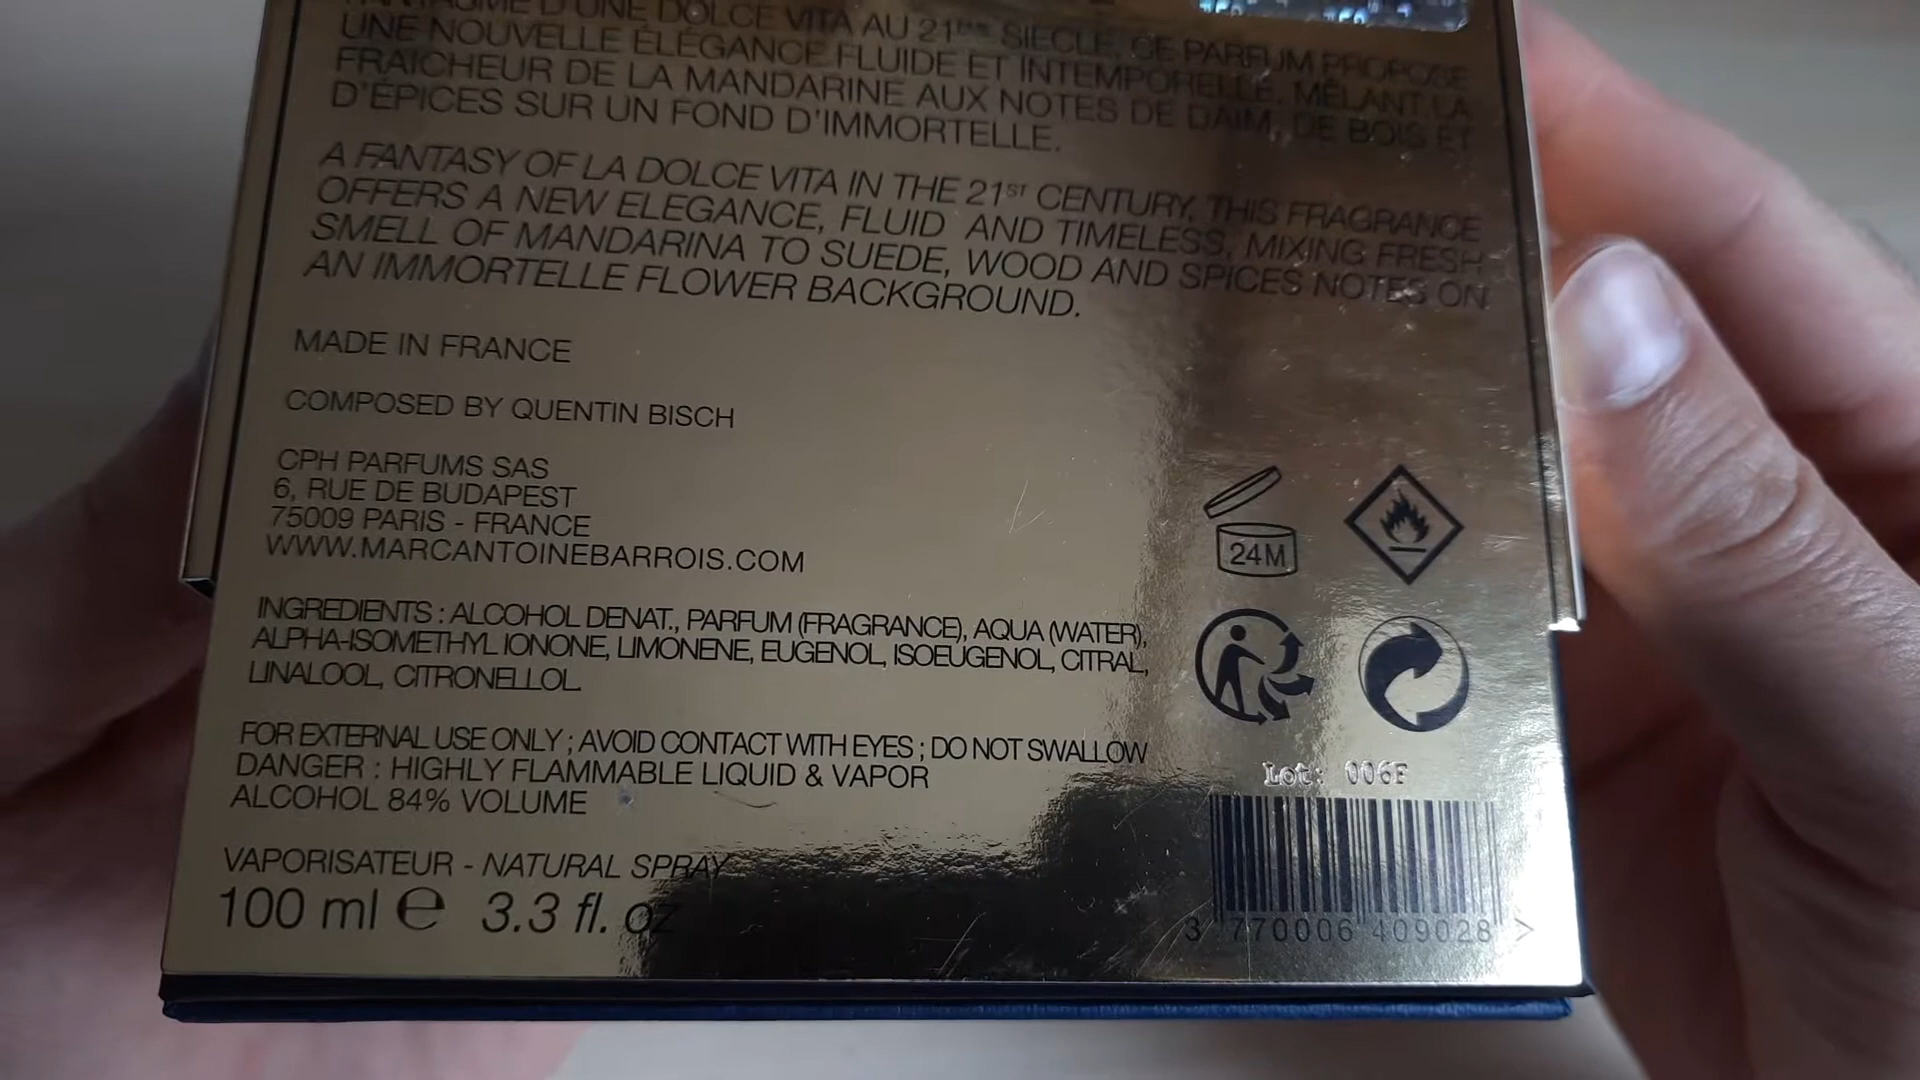 FANTASME D'UNE DOLCE VITA AU 21ÈME SIÈCLE, CE PARFUM PROPOSE
UNE NOUVELLE ÉLÉGANCE FLUIDE ET INTEMPORELLE, MÊLANT LA
FRAICHEUR DE LA MANDARINE AUX NOTES DE DAIM, DE BOIS ET
D'ÉPICES SUR UN FOND D'IMMORTELLE.
A FANTASY OF LA DOLCE VITA IN THE 21ST CENTURY, THIS FRAGRANCE
OFFERS A NEW ELEGANCE, FLUID AND TIMELESS, MIXING FRESH
SMELL OF MANDARINA TO SUEDE, WOOD AND SPICES NOTES ON
AN IMMORTELLE FLOWER BACKGROUND.
MADE IN FRANCE
COMPOSED BY QUENTIN BISCH
CPH PARFUMS SAS
6, RUE DE BUDAPEST
75009 PARIS - FRANCE
WWW.MARCANTOINEBARROIS.COM
24M
INGREDIENTS : ALCOHOL DENAT., PARFUM (FRAGRANCE), AQUA (WATER),
ALPHA-ISOMETHYL IONONE, LIMONENE, EUGENOL, ISOEUGENOL, CITRAL,
LINALOOL, CITRONELLOL.
FOR EXTERNAL USE ONLY ; AVOID CONTACT WITH EYES ; DO NOT SWALLOW
DANGER : HIGHLY FLAMMABLE LIQUID & VAPOR
ALCOHOL 84% VOLUME
Lot: 006F
VAPORISATEUR - NATURAL SPRAY
100 ml e 3.3 fl. oz
3 770006 409028 >